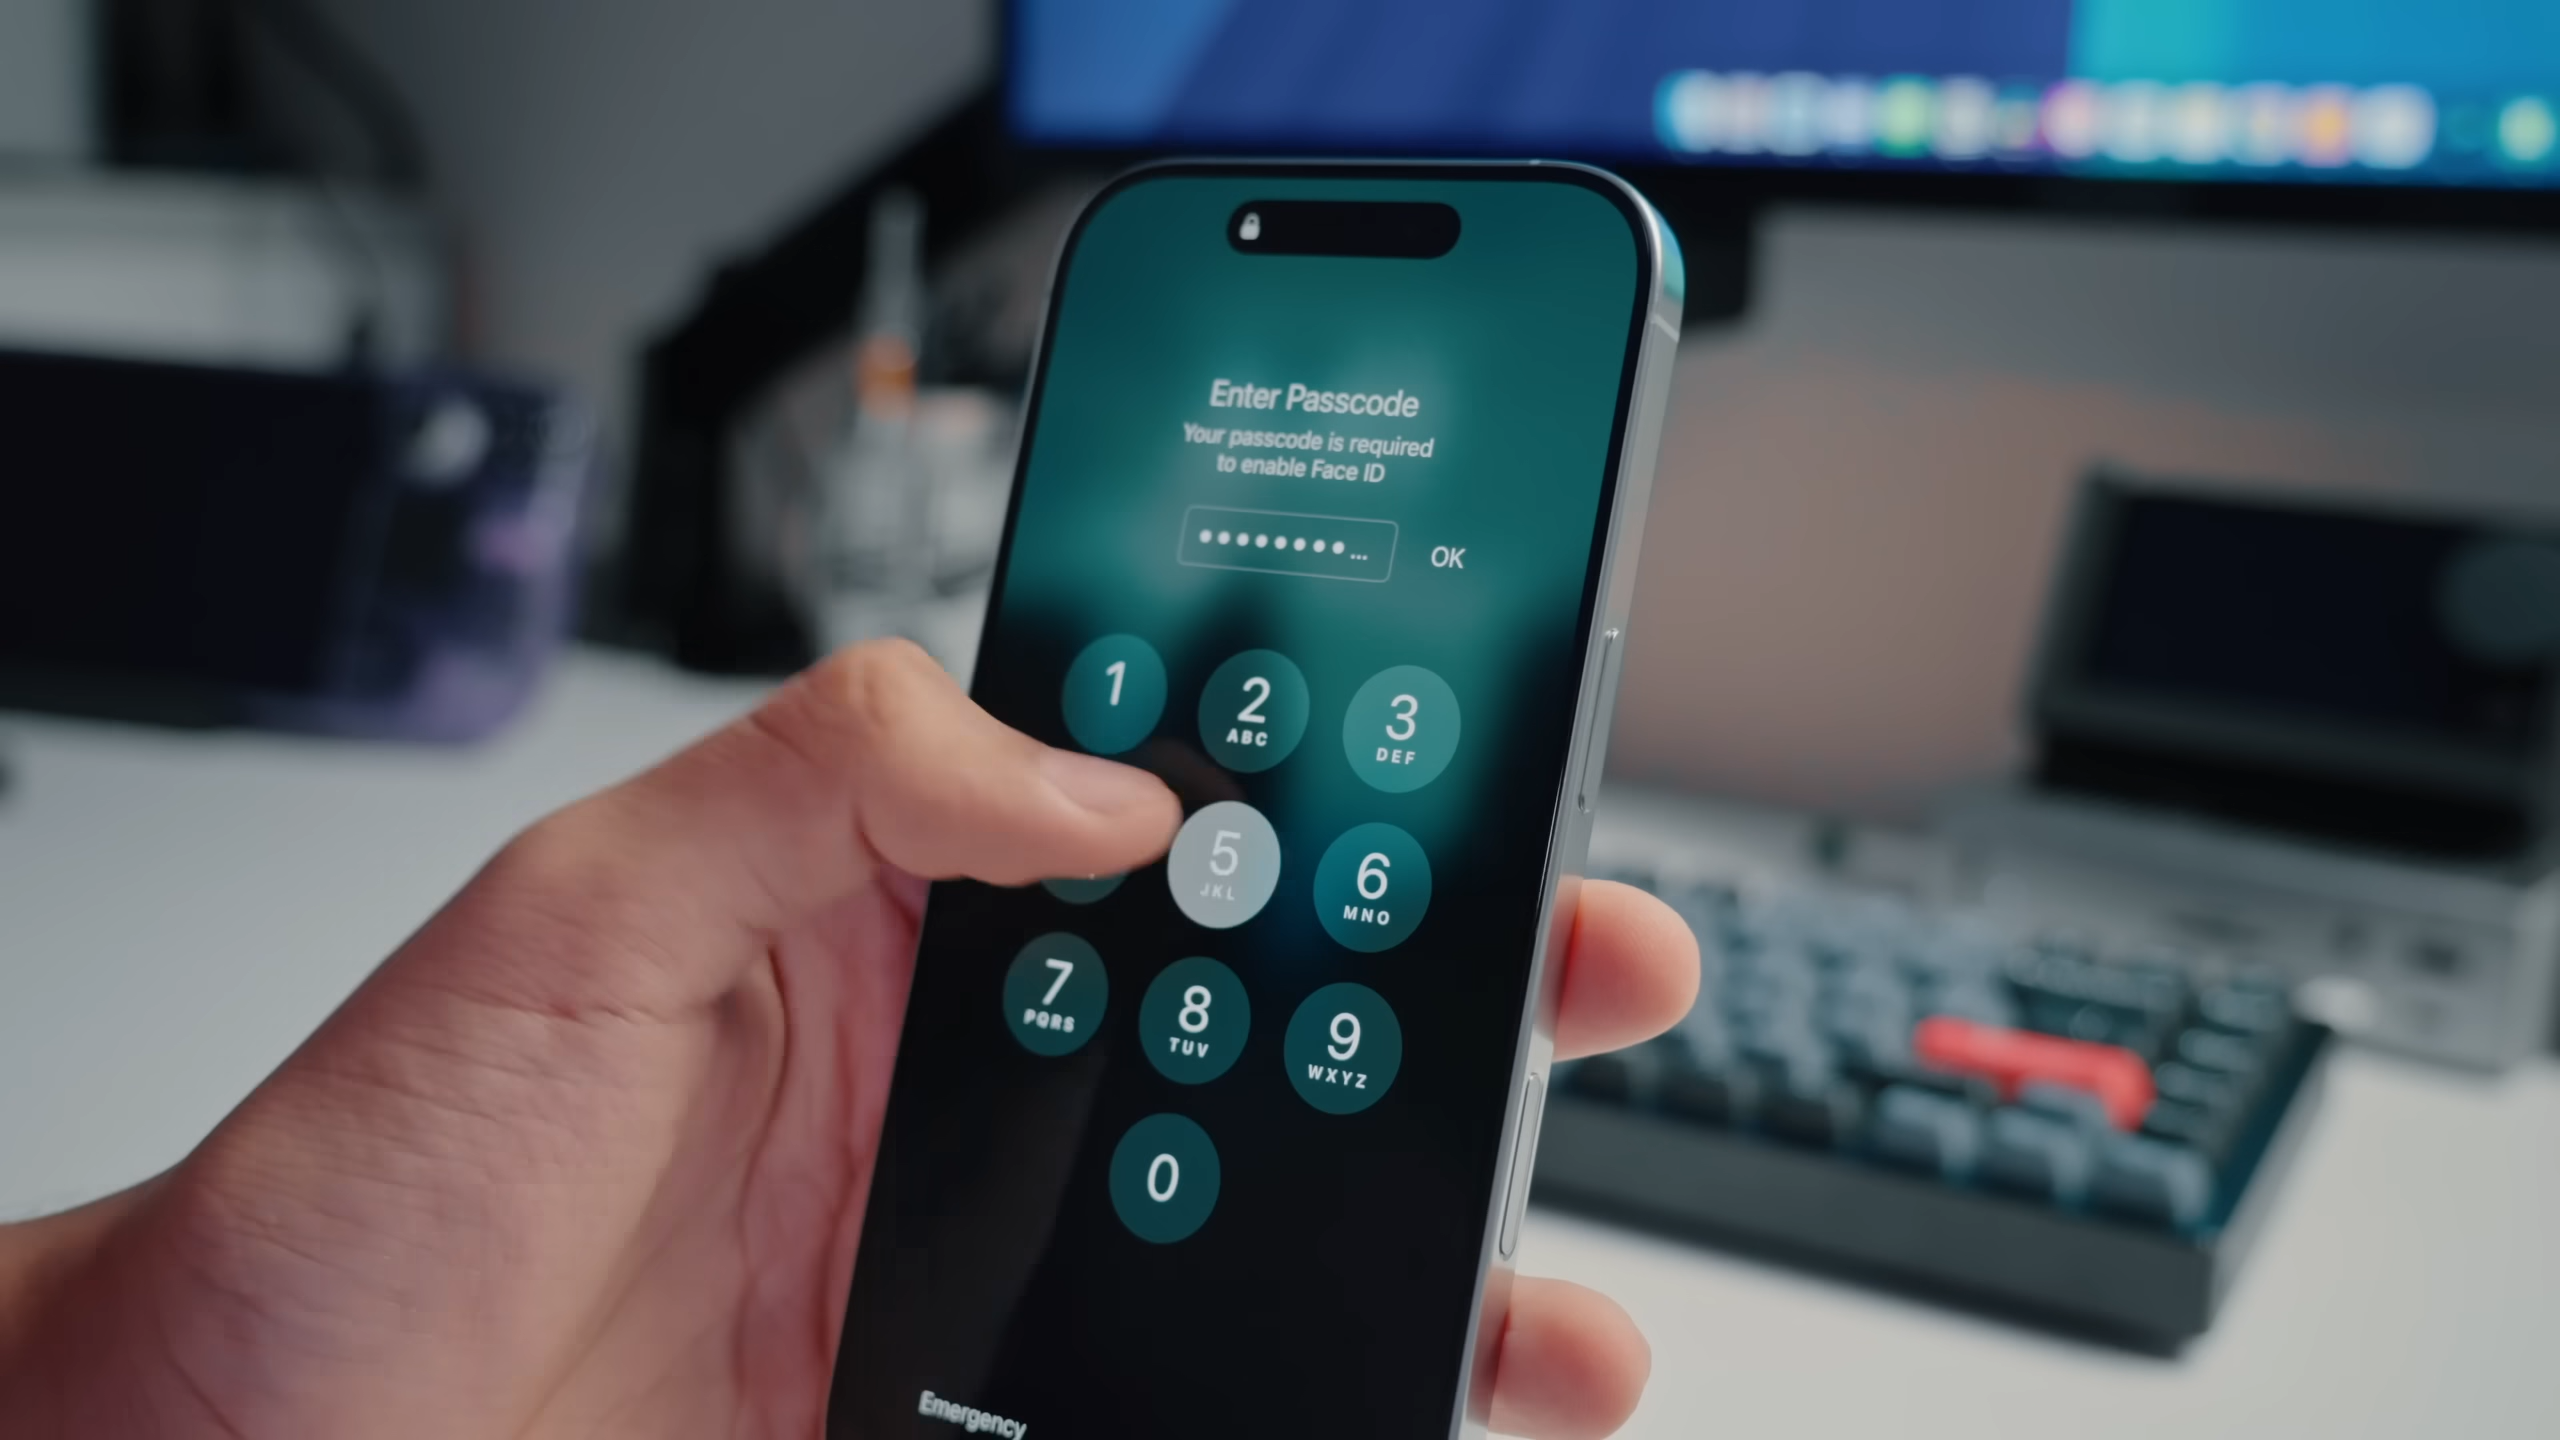 Enter Passcode
Your passcode is required
to enable Face ID
OK
1
2
ABC
3
DEF
5
JKL
6
MNO
7
PQRS
8
TUV
9
WXYZ
0
Emergency